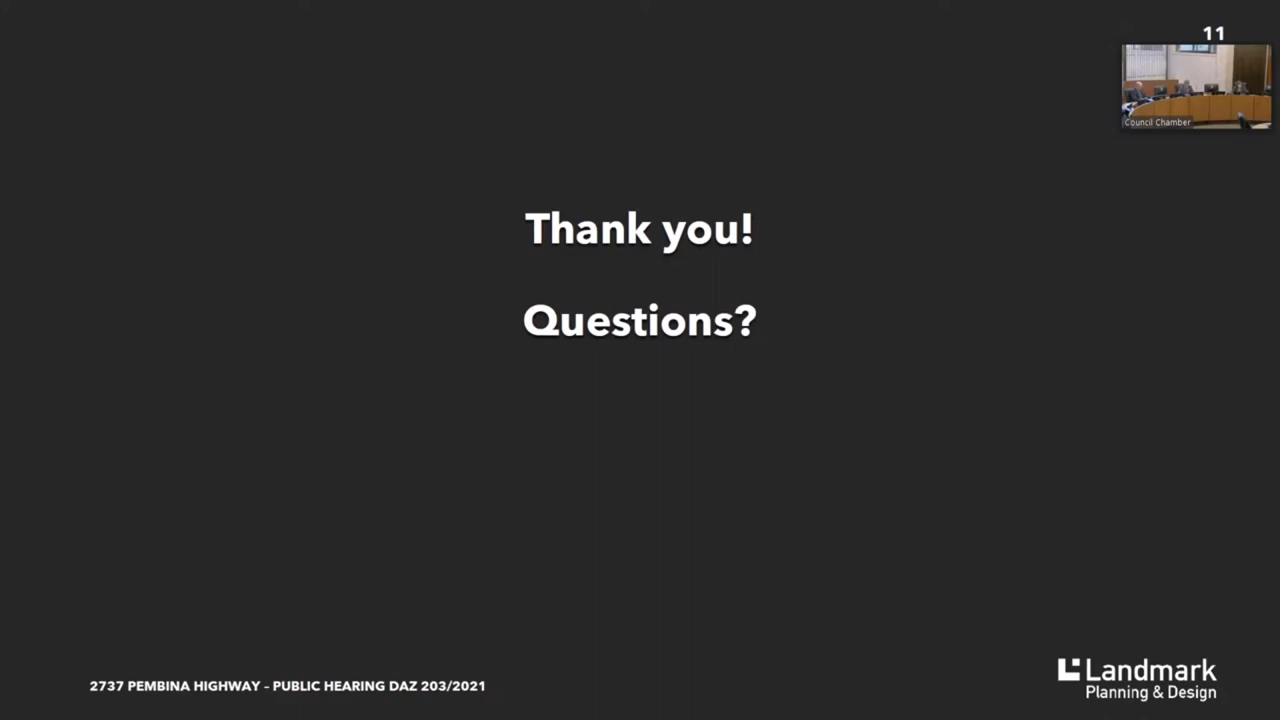 11
Council Chamber
Thank you!
Questions?
2737 PEMBINA HIGHWAY – PUBLIC HEARING DAZ 203/2021
Landmark
Planning & Design